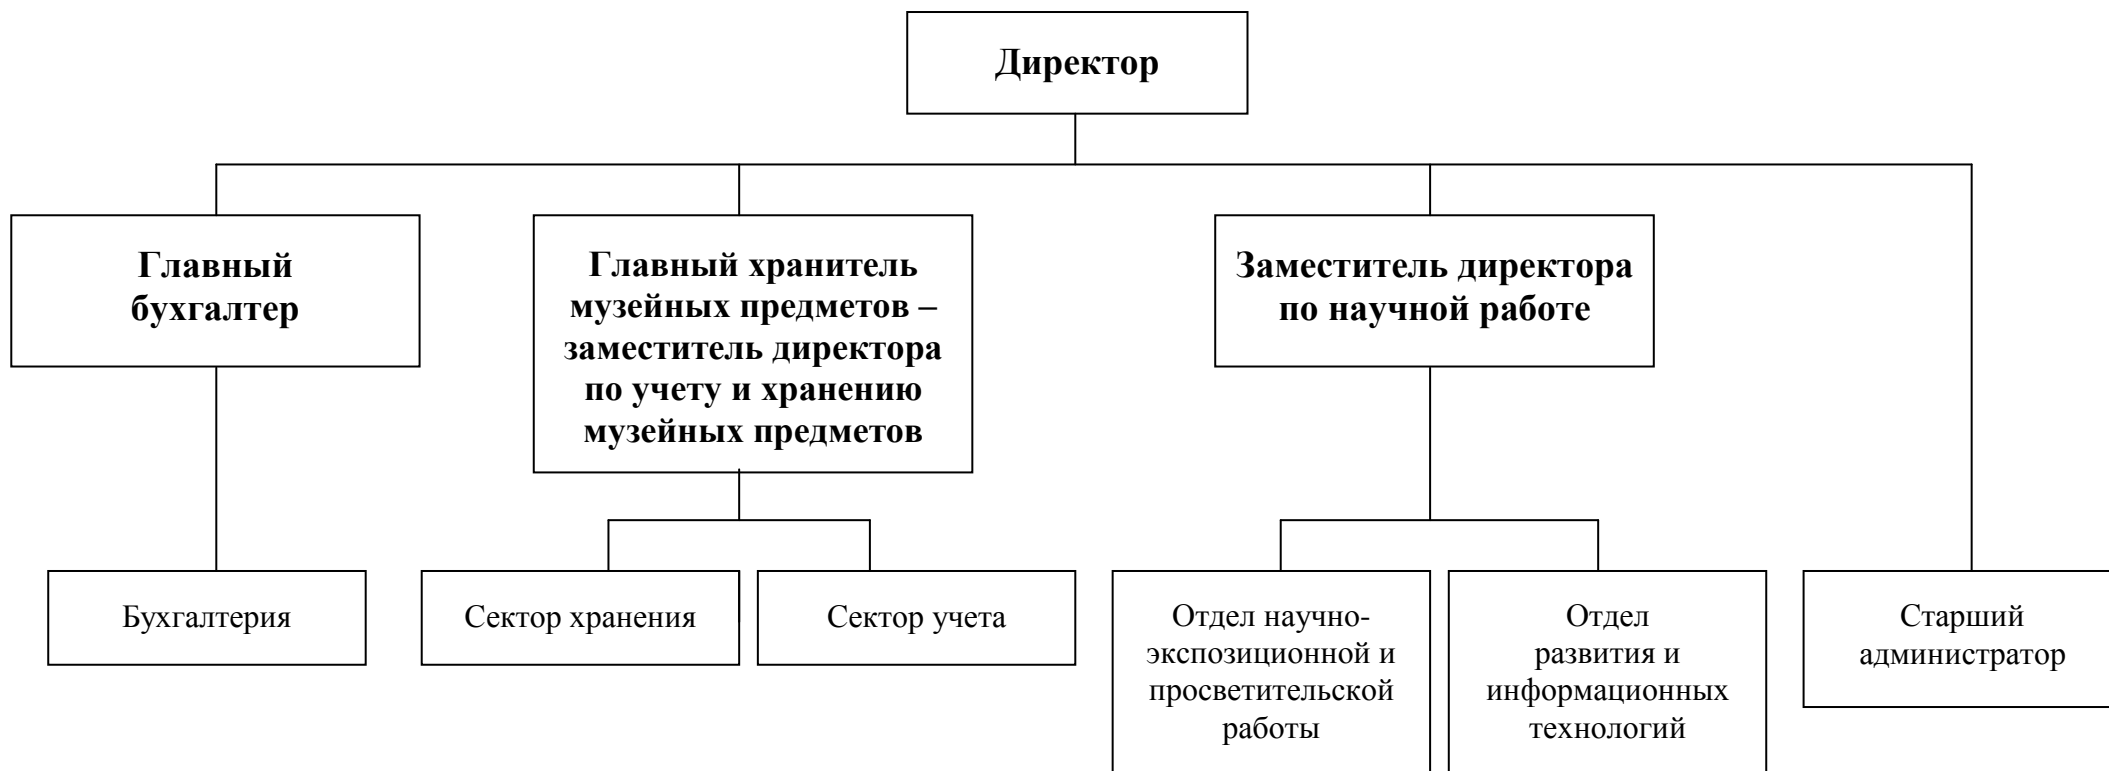 Директор
Главный
бухгалтер
Главный хранитель
музейных предметов –
заместитель директора
по учету и хранению
музейных предметов
Заместитель директора
по научной работе
Бухгалтерия
Сектор хранения
Сектор учета
Отдел научно-
экспозиционной и
просветительской
работы
Отдел
развития и
информационных
технологий
Старший
администратор